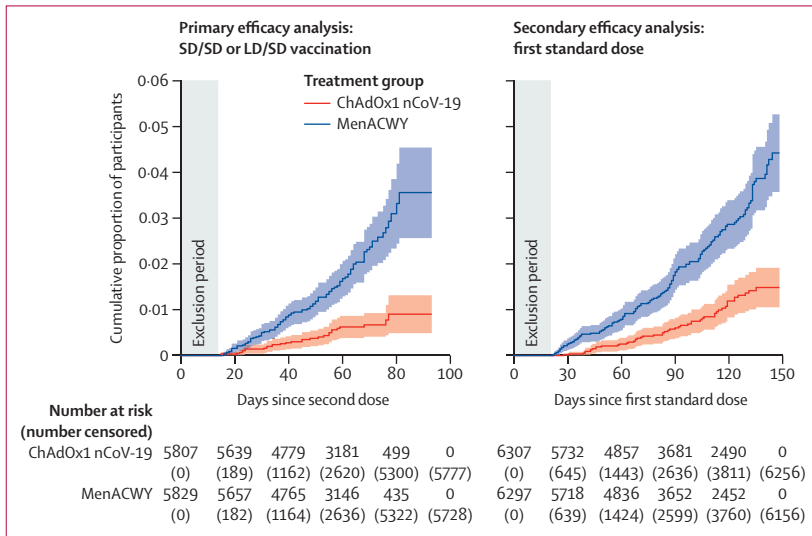 Primary efficacy analysis:
SD/SD or LD/SD vaccination
Secondary efficacy analysis:
first standard dose
Treatment group
ChAdOx1 nCoV-19
MenACWY
Cumulative proportion of participants
0·06
0·05
0·04
0·03
0·02
0·01
0
Exclusion period
Exclusion period
0 20 40 60 80 100
0 30 60 90 120 150
Days since second dose
Days since first standard dose
Number at risk
(number censored)
ChAdOx1 nCoV-19 5807 5639 4779 3181 499 0 6307 5732 4857 3681 2490 0
(0) (189) (1162) (2620) (5300) (5777) (0) (645) (1443) (2636) (3811) (6256)
MenACWY 5829 5657 4765 3146 435 0 6297 5718 4836 3652 2452 0
(0) (182) (1164) (2636) (5322) (5728) (0) (639) (1424) (2599) (3760) (6156)